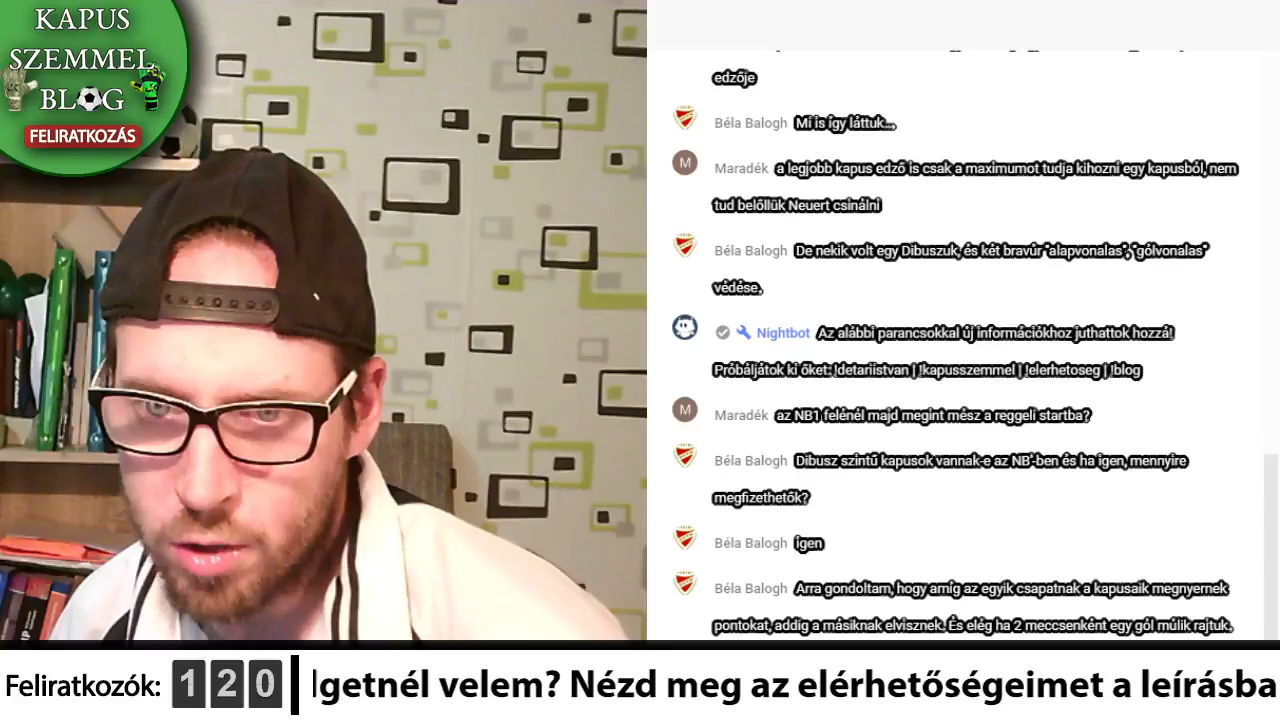 KAPUS
SZEMMEL
BLOG
FELIRATKOZÁS
edzője
Béla Balogh Mi is így láttuk...
M Maradék a legjobb kapus edző is csak a maximumot tudja kihozni egy kapusból, nem
tud belőllük Neuert csinálni
Béla Balogh De nekik volt egy Dibuszuk, és két bravúr "alapvonalas", "gólvonalas"
védése.
Nightbot Az alábbi parancsokkal új információkhoz juthattok hozzá!
Próbáljátok ki őket: !detariistvan | !kapusszemmel | !elerhetoseg | !blog
M Maradék az NB1 felénél majd megint mész a reggeli startba?
Béla Balogh Dibusz szintű kapusok vannak-e az NB'-ben és ha igen, mennyire
megfizethetők?
Béla Balogh igen
Béla Balogh Arra gondoltam, hogy amíg az egyik csapatnak a kapusaik megnyernek
pontokat, addig a másiknak elvisznek. És elég ha 2 meccsenként egy gól múlik rajtuk.
Feliratkozók: 120 lgetnél velem? Nézd meg az elérhetőségeimet a leírásba